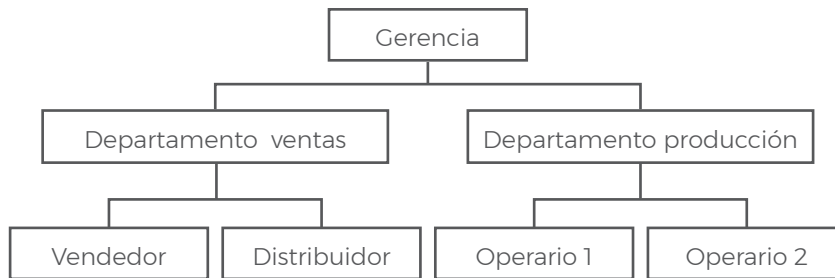 Gerencia
Departamento ventas
Departamento producción
Vendedor
Distribuidor
Operario 1
Operario 2